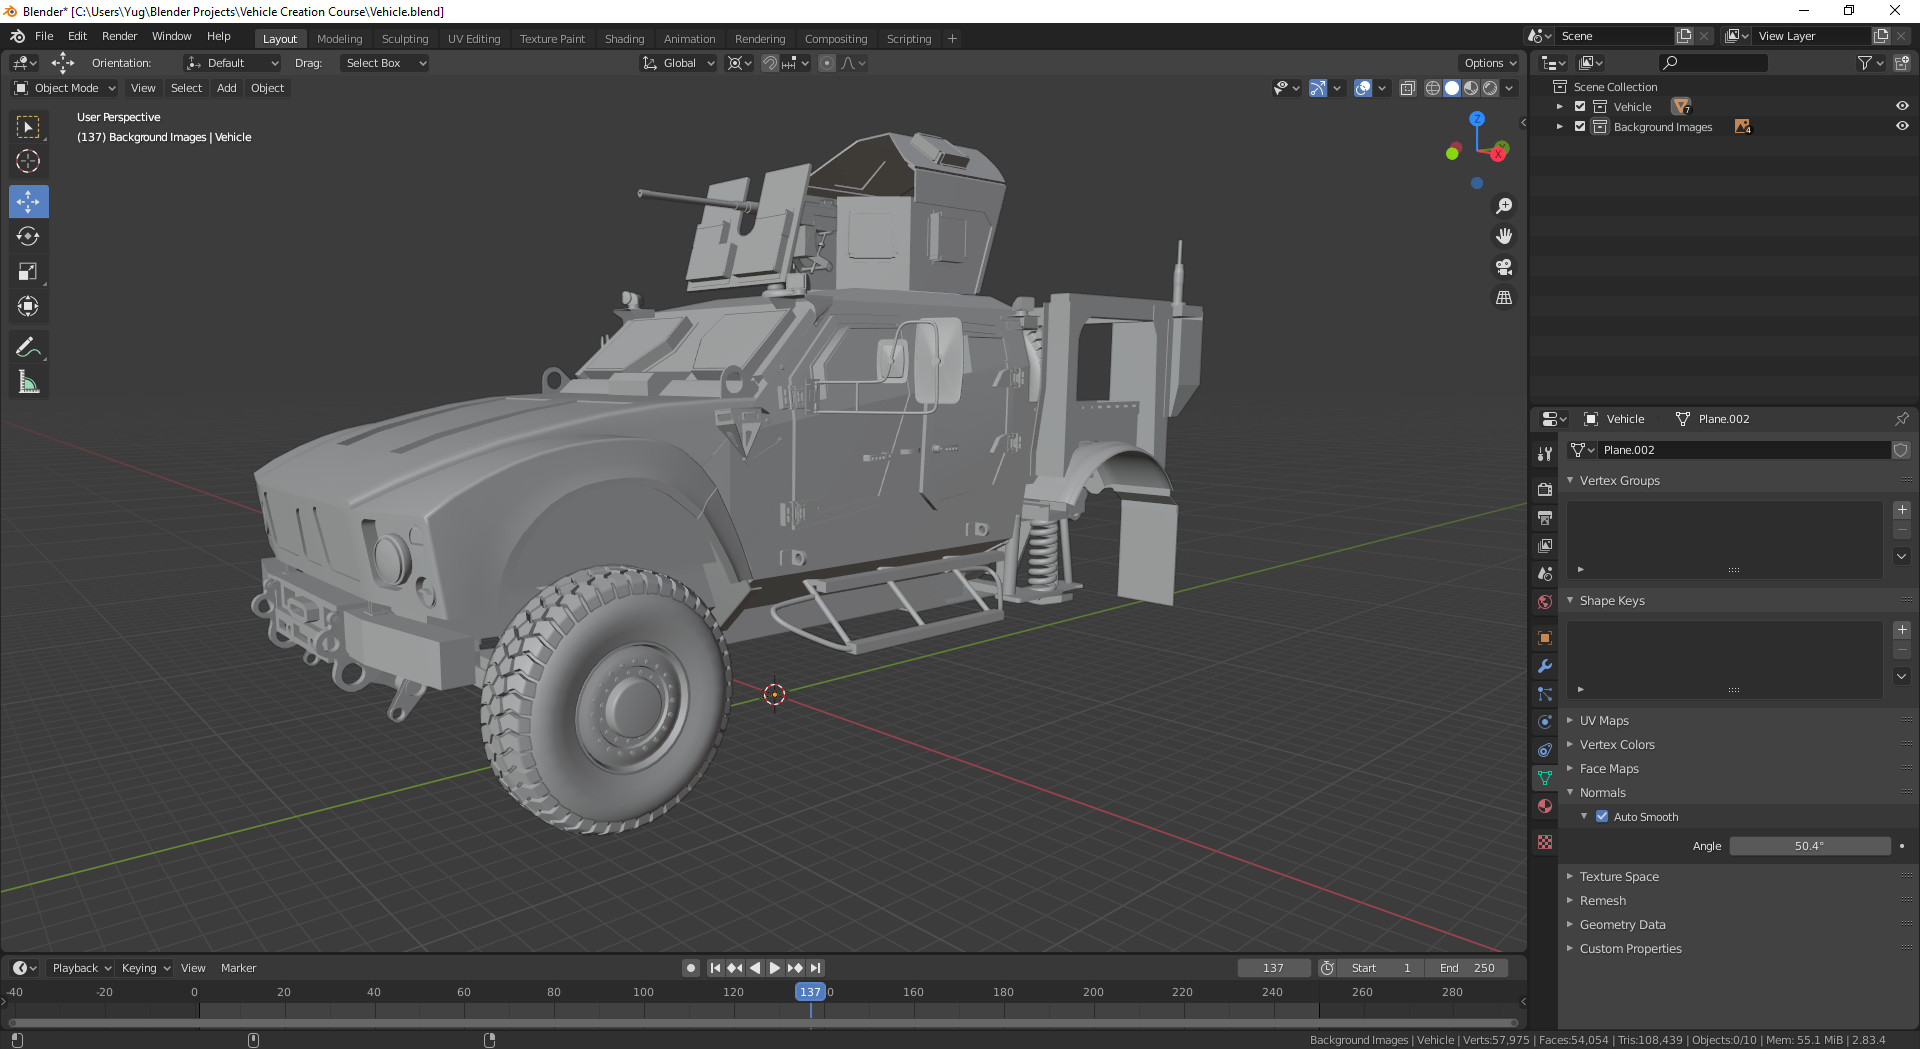 Blender* [C:\Users\Yug\Blender Projects\Vehicle Creation Course\Vehicle.blend]
File Edit Render Window Help Layout Modeling Sculpting UV Editing Texture Paint Shading Animation Rendering Compositing Scripting + Scene View Layer
Orientation: Default Drag: Select Box Global Options
Object Mode View Select Add Object
User Perspective
(137) Background Images | Vehicle
Z
Y
X
Scene Collection
Vehicle 7
Background Images 4
Vehicle Plane.002
Plane.002
Vertex Groups
Shape Keys
UV Maps
Vertex Colors
Face Maps
Normals
Auto Smooth
Angle 50.4°
Texture Space
Remesh
Geometry Data
Custom Properties
Playback Keying View Marker 137 Start 1 End 250
-40 -20 0 20 40 60 80 100 120 137 160 180 200 220 240 260 280
Background Images | Vehicle | Verts:57,975 | Faces:54,054 | Tris:108,439 | Objects:0/10 | Mem: 55.1 MiB | 2.83.4